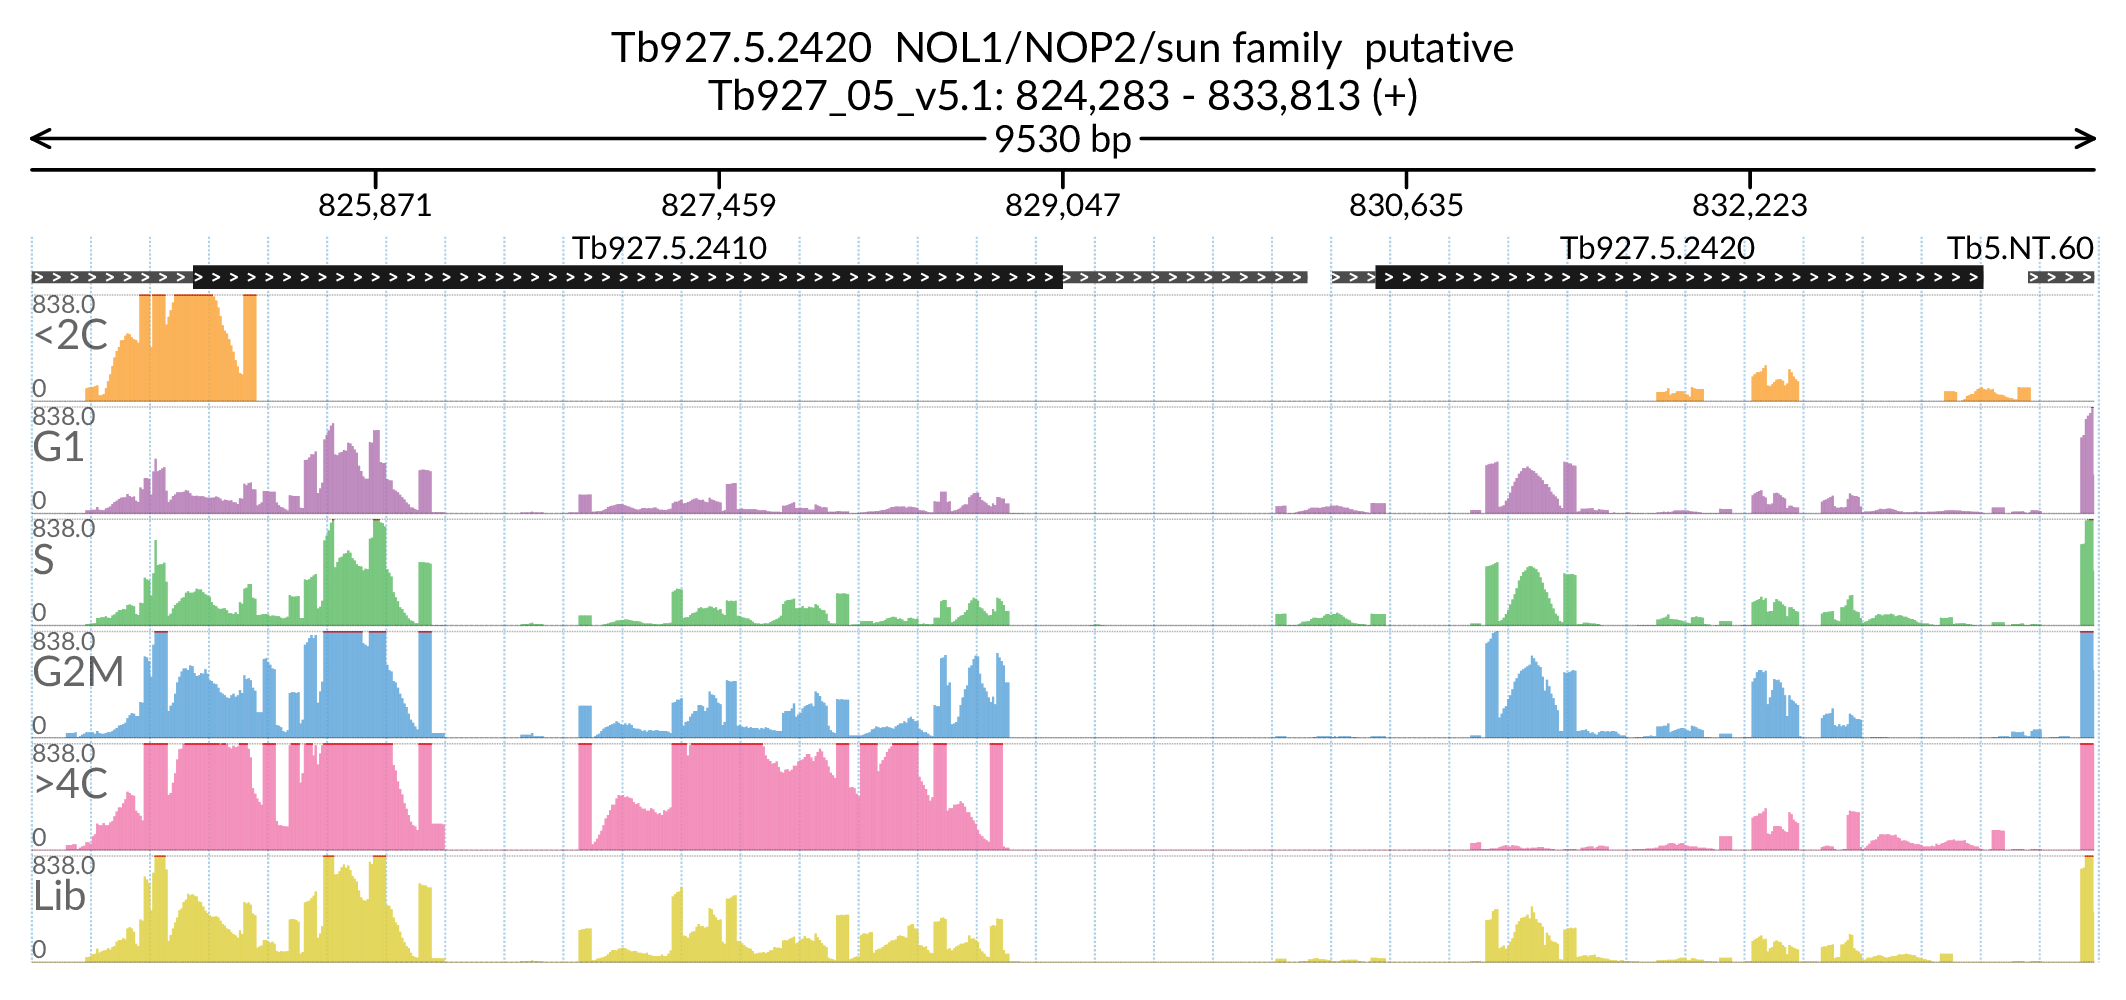 Tb927.5.2420  NOL1/NOP2/sun family  putative
Tb927_05_v5.1: 824,283 - 833,813 (+)
9530 bp
825,871 827,459 829,047 830,635 832,223
Tb927.5.2410 Tb927.5.2420 Tb5.NT.60
838.0
<2C
0
838.0
G1
0
838.0
S
0
838.0
G2M
0
838.0
>4C
0
838.0
Lib
0